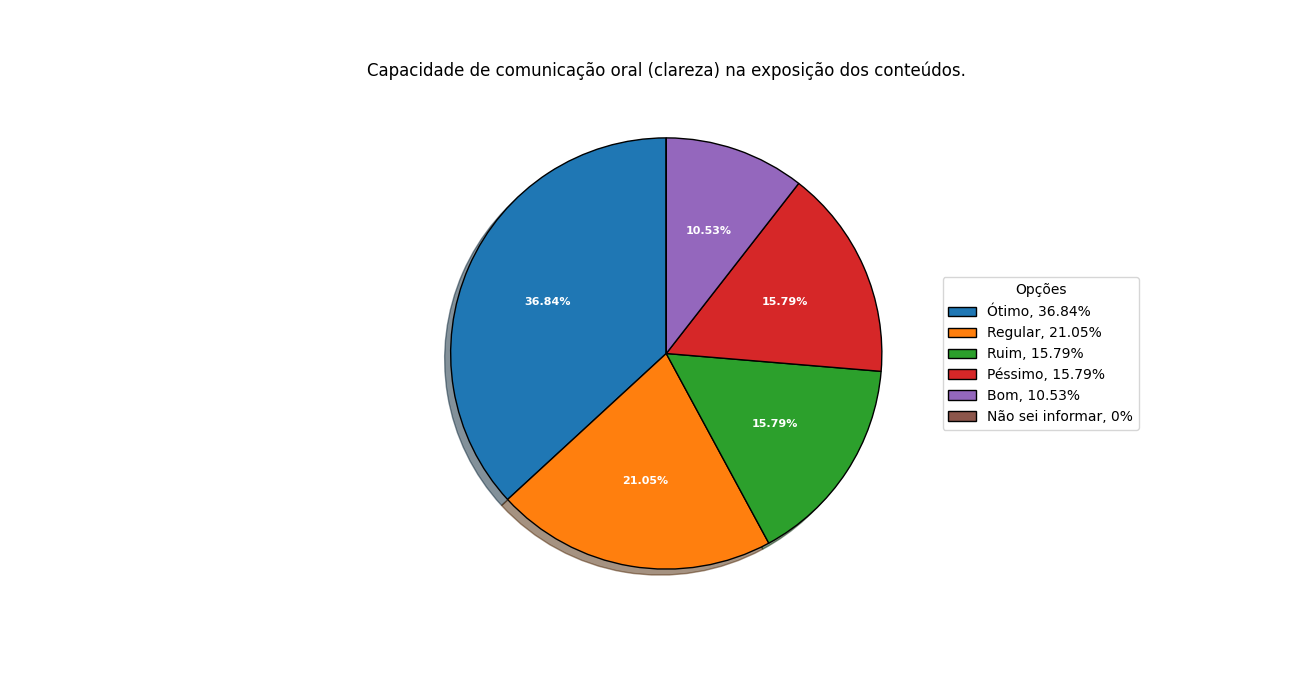 Capacidade de comunicação oral (clareza) na exposição dos conteúdos.
10.53%
36.84%
15.79%
15.79%
21.05%
Opções
Ótimo, 36.84%
Regular, 21.05%
Ruim, 15.79%
Péssimo, 15.79%
Bom, 10.53%
Não sei informar, 0%